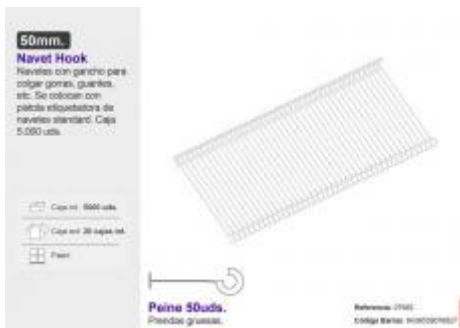 50mm.
Navet Hook
Navetes con gancho para
colgar gorras, guantes,
etc. Se colocan con
pistola etiquetadora de
navetes standard. Caja
5.000 uds.
Caja int. 5000 uds.
Caja ext. 20 cajas int.
Peine 50uds.
Prendas gruesas.
Referencia:
Código Barras: